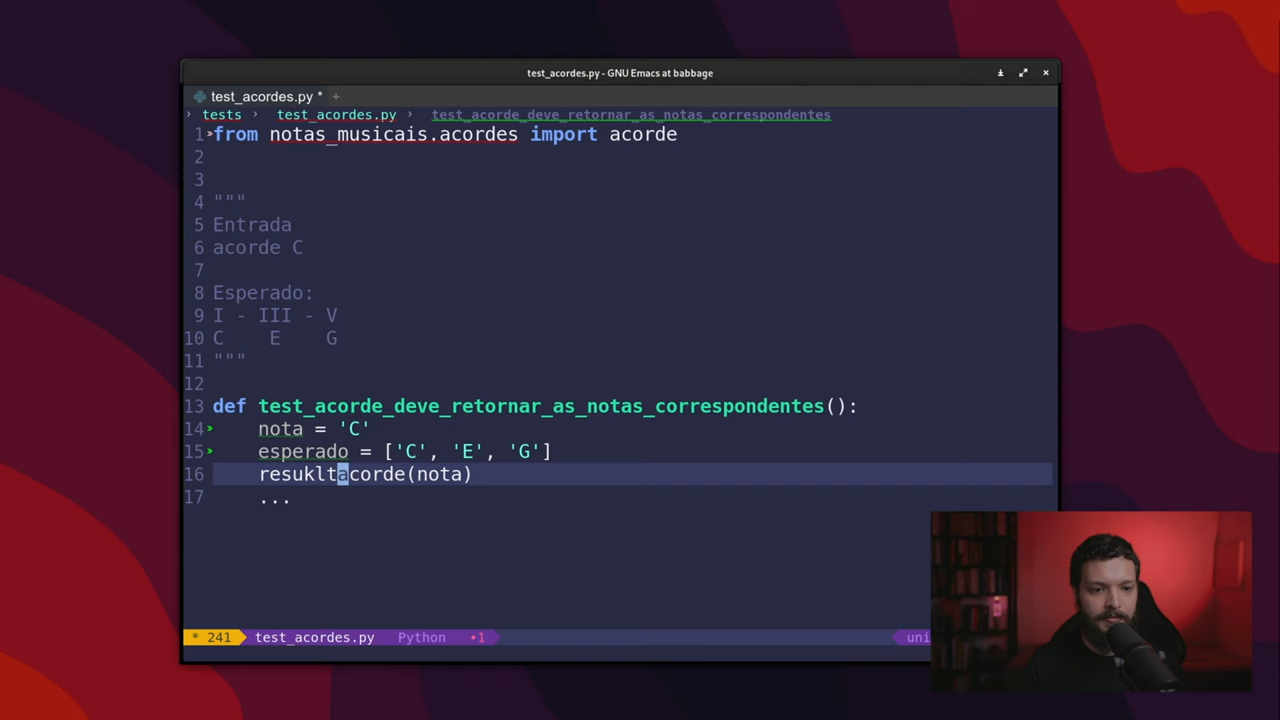 test_acordes.py - GNU Emacs at babbage
test_acordes.py * +
› tests › test_acordes.py › test_acorde_deve_retornar_as_notas_correspondentes
1 from notas_musicais.acordes import acorde
2
3
4 """
5 Entrada
6 acorde C
7
8 Esperado:
9 I - III - V
10 C E G
11 """
12
13 def test_acorde_deve_retornar_as_notas_correspondentes():
14 nota = 'C'
15 esperado = ['C', 'E', 'G']
16 resukltacorde(nota)
17 ...
* 241 test_acordes.py Python •1 uni